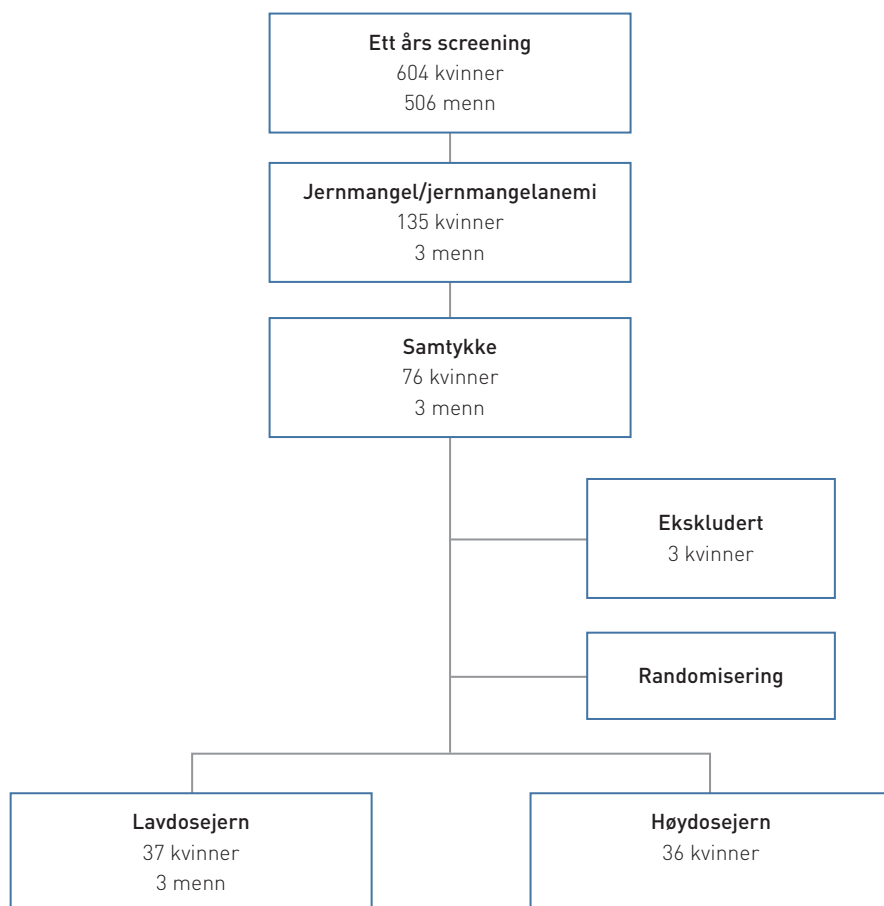 Ett års screening
604 kvinner
506 menn
Jernmangel/jernmangelanemi
135 kvinner
3 menn
Samtykke
76 kvinner
3 menn
Ekskludert
3 kvinner
Randomisering
Lavdosejern
37 kvinner
3 menn
Høydosejern
36 kvinner